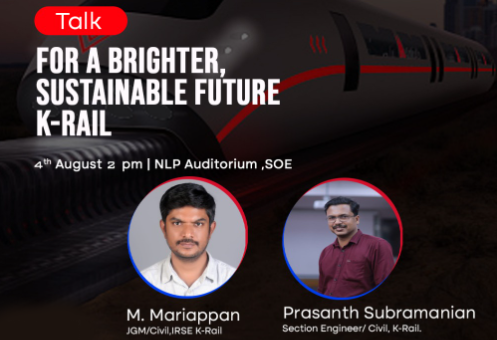 Talk
FOR A BRIGHTER,
SUSTAINABLE FUTURE
K-RAIL
4th August 2 pm | NLP Auditorium ,SOE
M. Mariappan
JGM/Civil,IRSE K-Rail
Prasanth Subramanian
Section Engineer/ Civil, K-Rail.